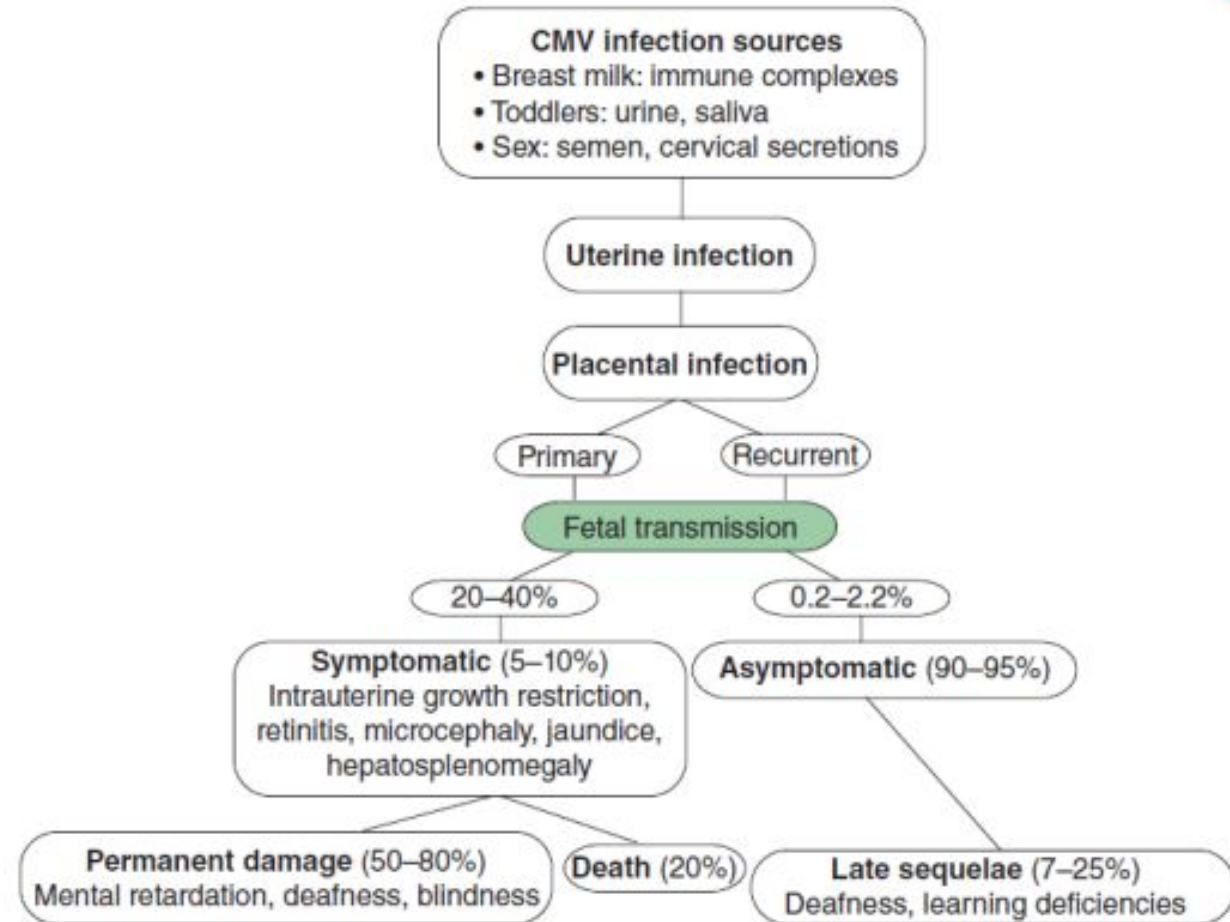 CMV infection sources
• Breast milk: immune complexes
• Toddlers: urine, saliva
• Sex: semen, cervical secretions
Uterine infection
Placental infection
Primary
Recurrent
Fetal transmission
20–40%
0.2–2.2%
Symptomatic (5–10%)
Intrauterine growth restriction,
retinitis, microcephaly, jaundice,
hepatosplenomegaly
Asymptomatic (90–95%)
Permanent damage (50–80%)
Mental retardation, deafness, blindness
Death (20%)
Late sequelae (7–25%)
Deafness, learning deficiencies